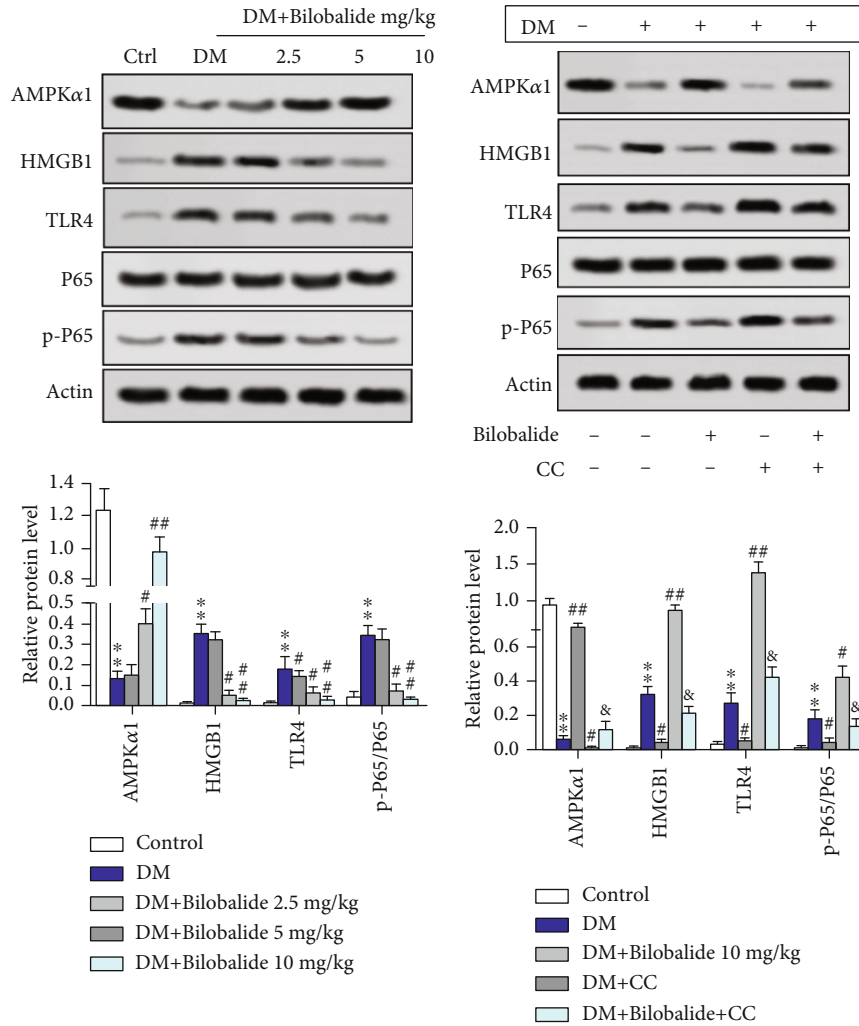 DM+Bilobalide mg/kg
Ctrl DM 2.5 5 10
AMPKα1
HMGB1
TLR4
P65
p-P65
Actin
Relative protein level
1.4
1.2
1.0
0.8
0.5
0.4
0.3
0.2
0.1
0.0
** # ##
** # # # #
** # # # # #
** # # # #
AMPKα1
HMGB1
TLR4
p-P65/P65
Control
DM
DM+Bilobalide 2.5 mg/kg
DM+Bilobalide 5 mg/kg
DM+Bilobalide 10 mg/kg
DM – + + + +
AMPKα1
HMGB1
TLR4
P65
p-P65
Actin
Bilobalide – – + – +
CC – – – + +
Relative protein level
2.0
1.5
1.0
0.6
0.4
0.2
0.0
** ## # &
** # ## &
** # ## &
** # # &
AMPKα1
HMGB1
TLR4
p-P65/P65
Control
DM
DM+Bilobalide 10 mg/kg
DM+CC
DM+Bilobalide+CC